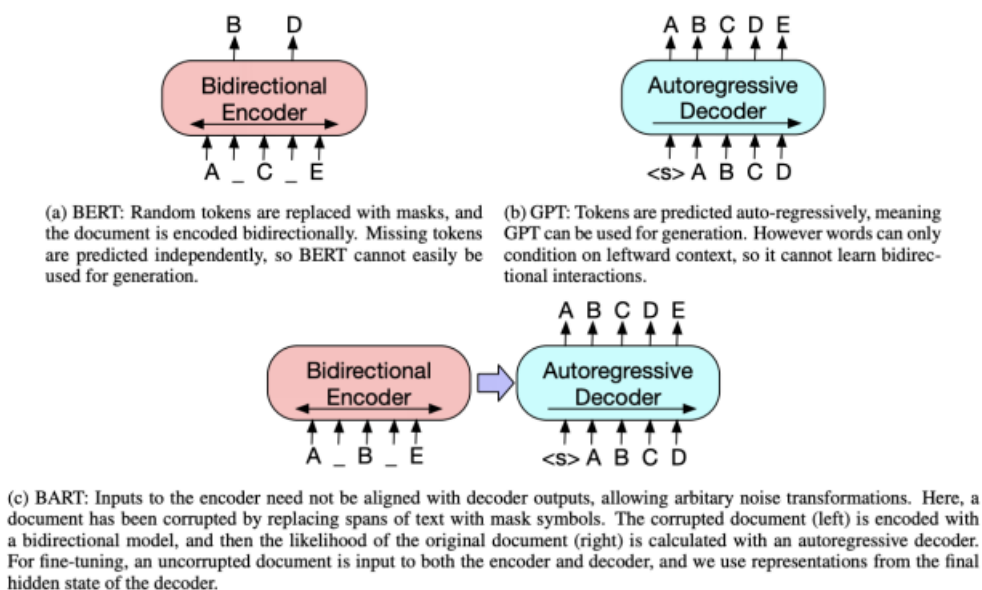 B D
Bidirectional
Encoder
A _ C _ E
(a) BERT: Random tokens are replaced with masks, and
the document is encoded bidirectionally. Missing tokens
are predicted independently, so BERT cannot easily be
used for generation.
A B C D E
Autoregressive
Decoder
<s> A B C D
(b) GPT: Tokens are predicted auto-regressively, meaning
GPT can be used for generation. However words can only
condition on leftward context, so it cannot learn bidirec-
tional interactions.
Bidirectional
Encoder
A _ B _ E
A B C D E
Autoregressive
Decoder
<s> A B C D
(c) BART: Inputs to the encoder need not be aligned with decoder outputs, allowing arbitary noise transformations. Here, a
document has been corrupted by replacing spans of text with mask symbols. The corrupted document (left) is encoded with
a bidirectional model, and then the likelihood of the original document (right) is calculated with an autoregressive decoder.
For fine-tuning, an uncorrupted document is input to both the encoder and decoder, and we use representations from the final
hidden state of the decoder.